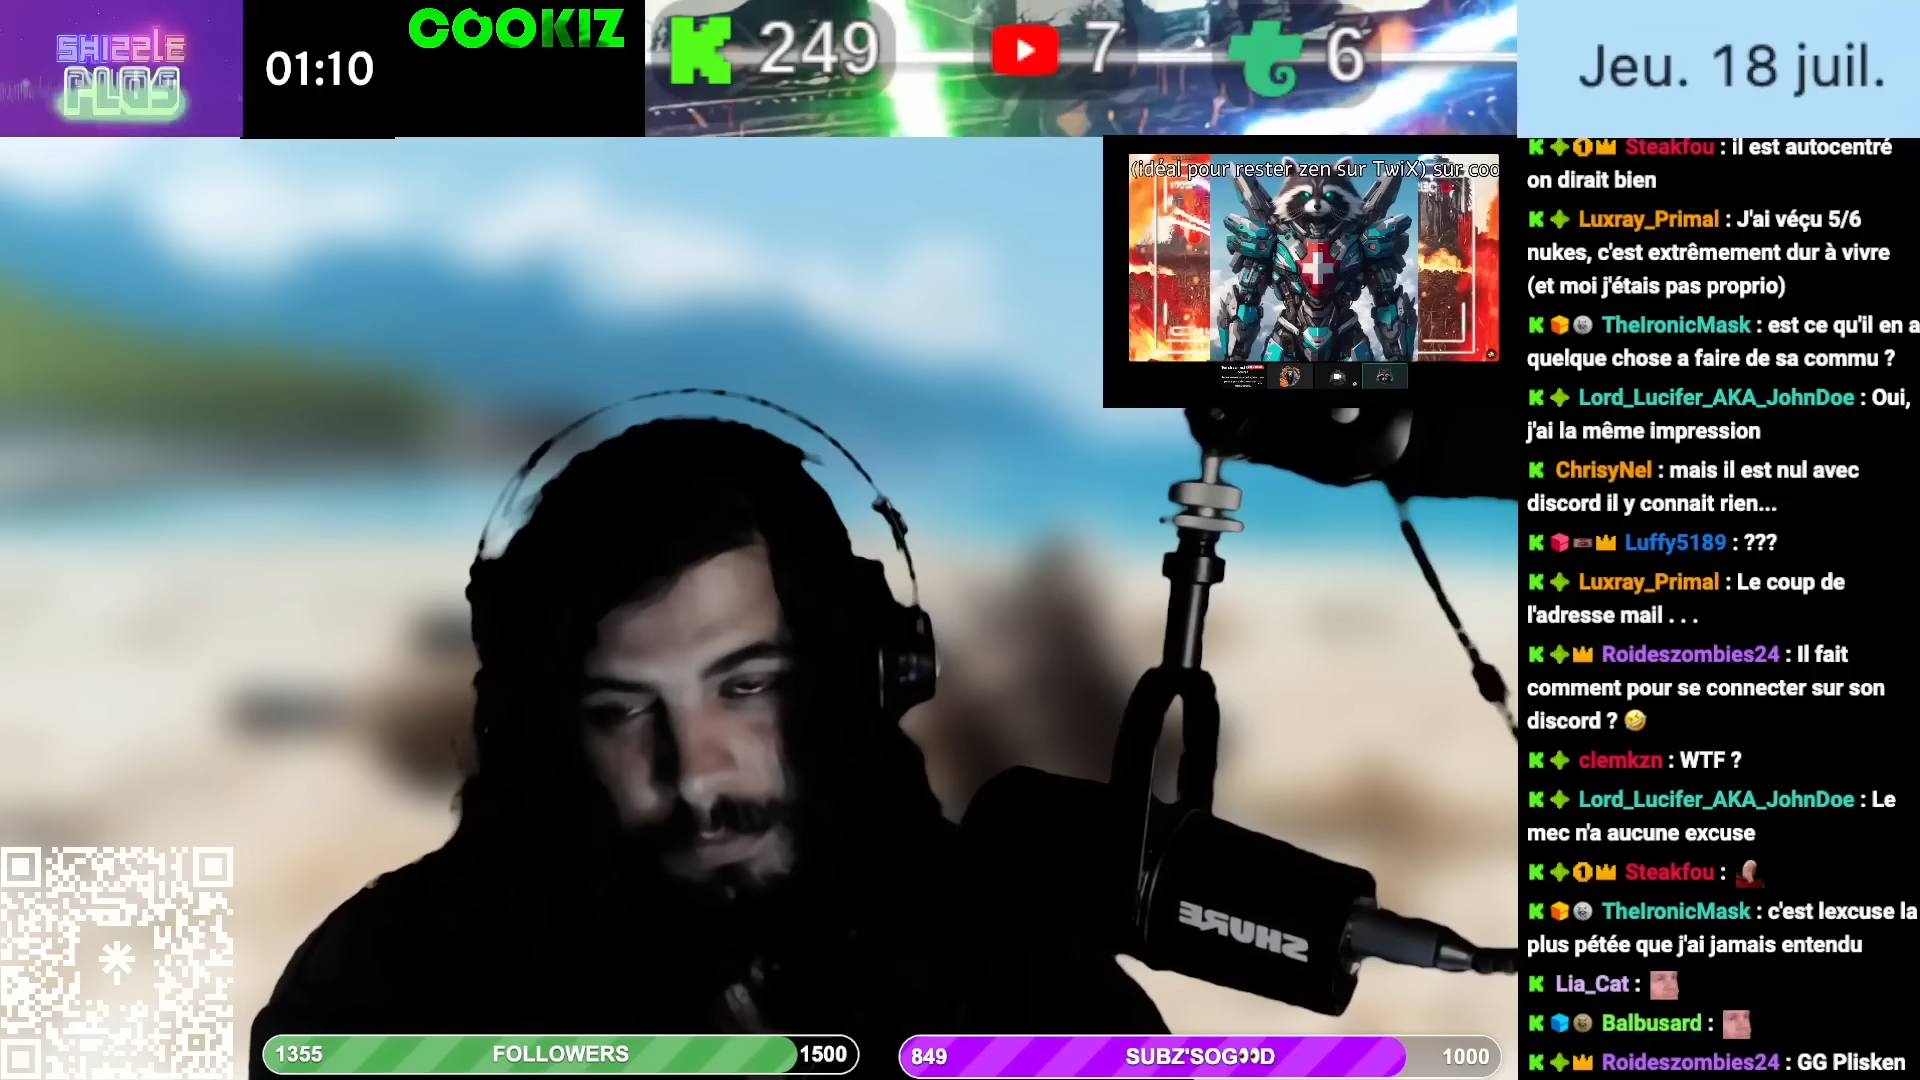 SHIZZLE
PLOS
01:10
COOKIZ
249
7
6
Jeu. 18 juil.
(idéal pour rester zen sur TwiX) sur coo
Steakfou : il est autocentré
on dirait bien
Luxray_Primal : J'ai véçu 5/6
nukes, c'est extrêmement dur à vivre
(et moi j'étais pas proprio)
TheIronicMask : est ce qu'il en a
quelque chose a faire de sa commu ?
Lord_Lucifer_AKA_JohnDoe : Oui,
j'ai la même impression
ChrisyNel : mais il est nul avec
discord il y connait rien...
Luffy5189 : ???
Luxray_Primal : Le coup de
l'adresse mail . . .
Roideszombies24 : Il fait
comment pour se connecter sur son
discord ? 🤣
clemkzn : WTF ?
Lord_Lucifer_AKA_JohnDoe : Le
mec n'a aucune excuse
Steakfou :
TheIronicMask : c'est lexcuse la
plus pétée que j'ai jamais entendu
Lia_Cat :
Balbusard :
Roideszombies24 : GG Plisken
SHURE
1355 FOLLOWERS 1500
849 SUBZ'SOG👀D 1000